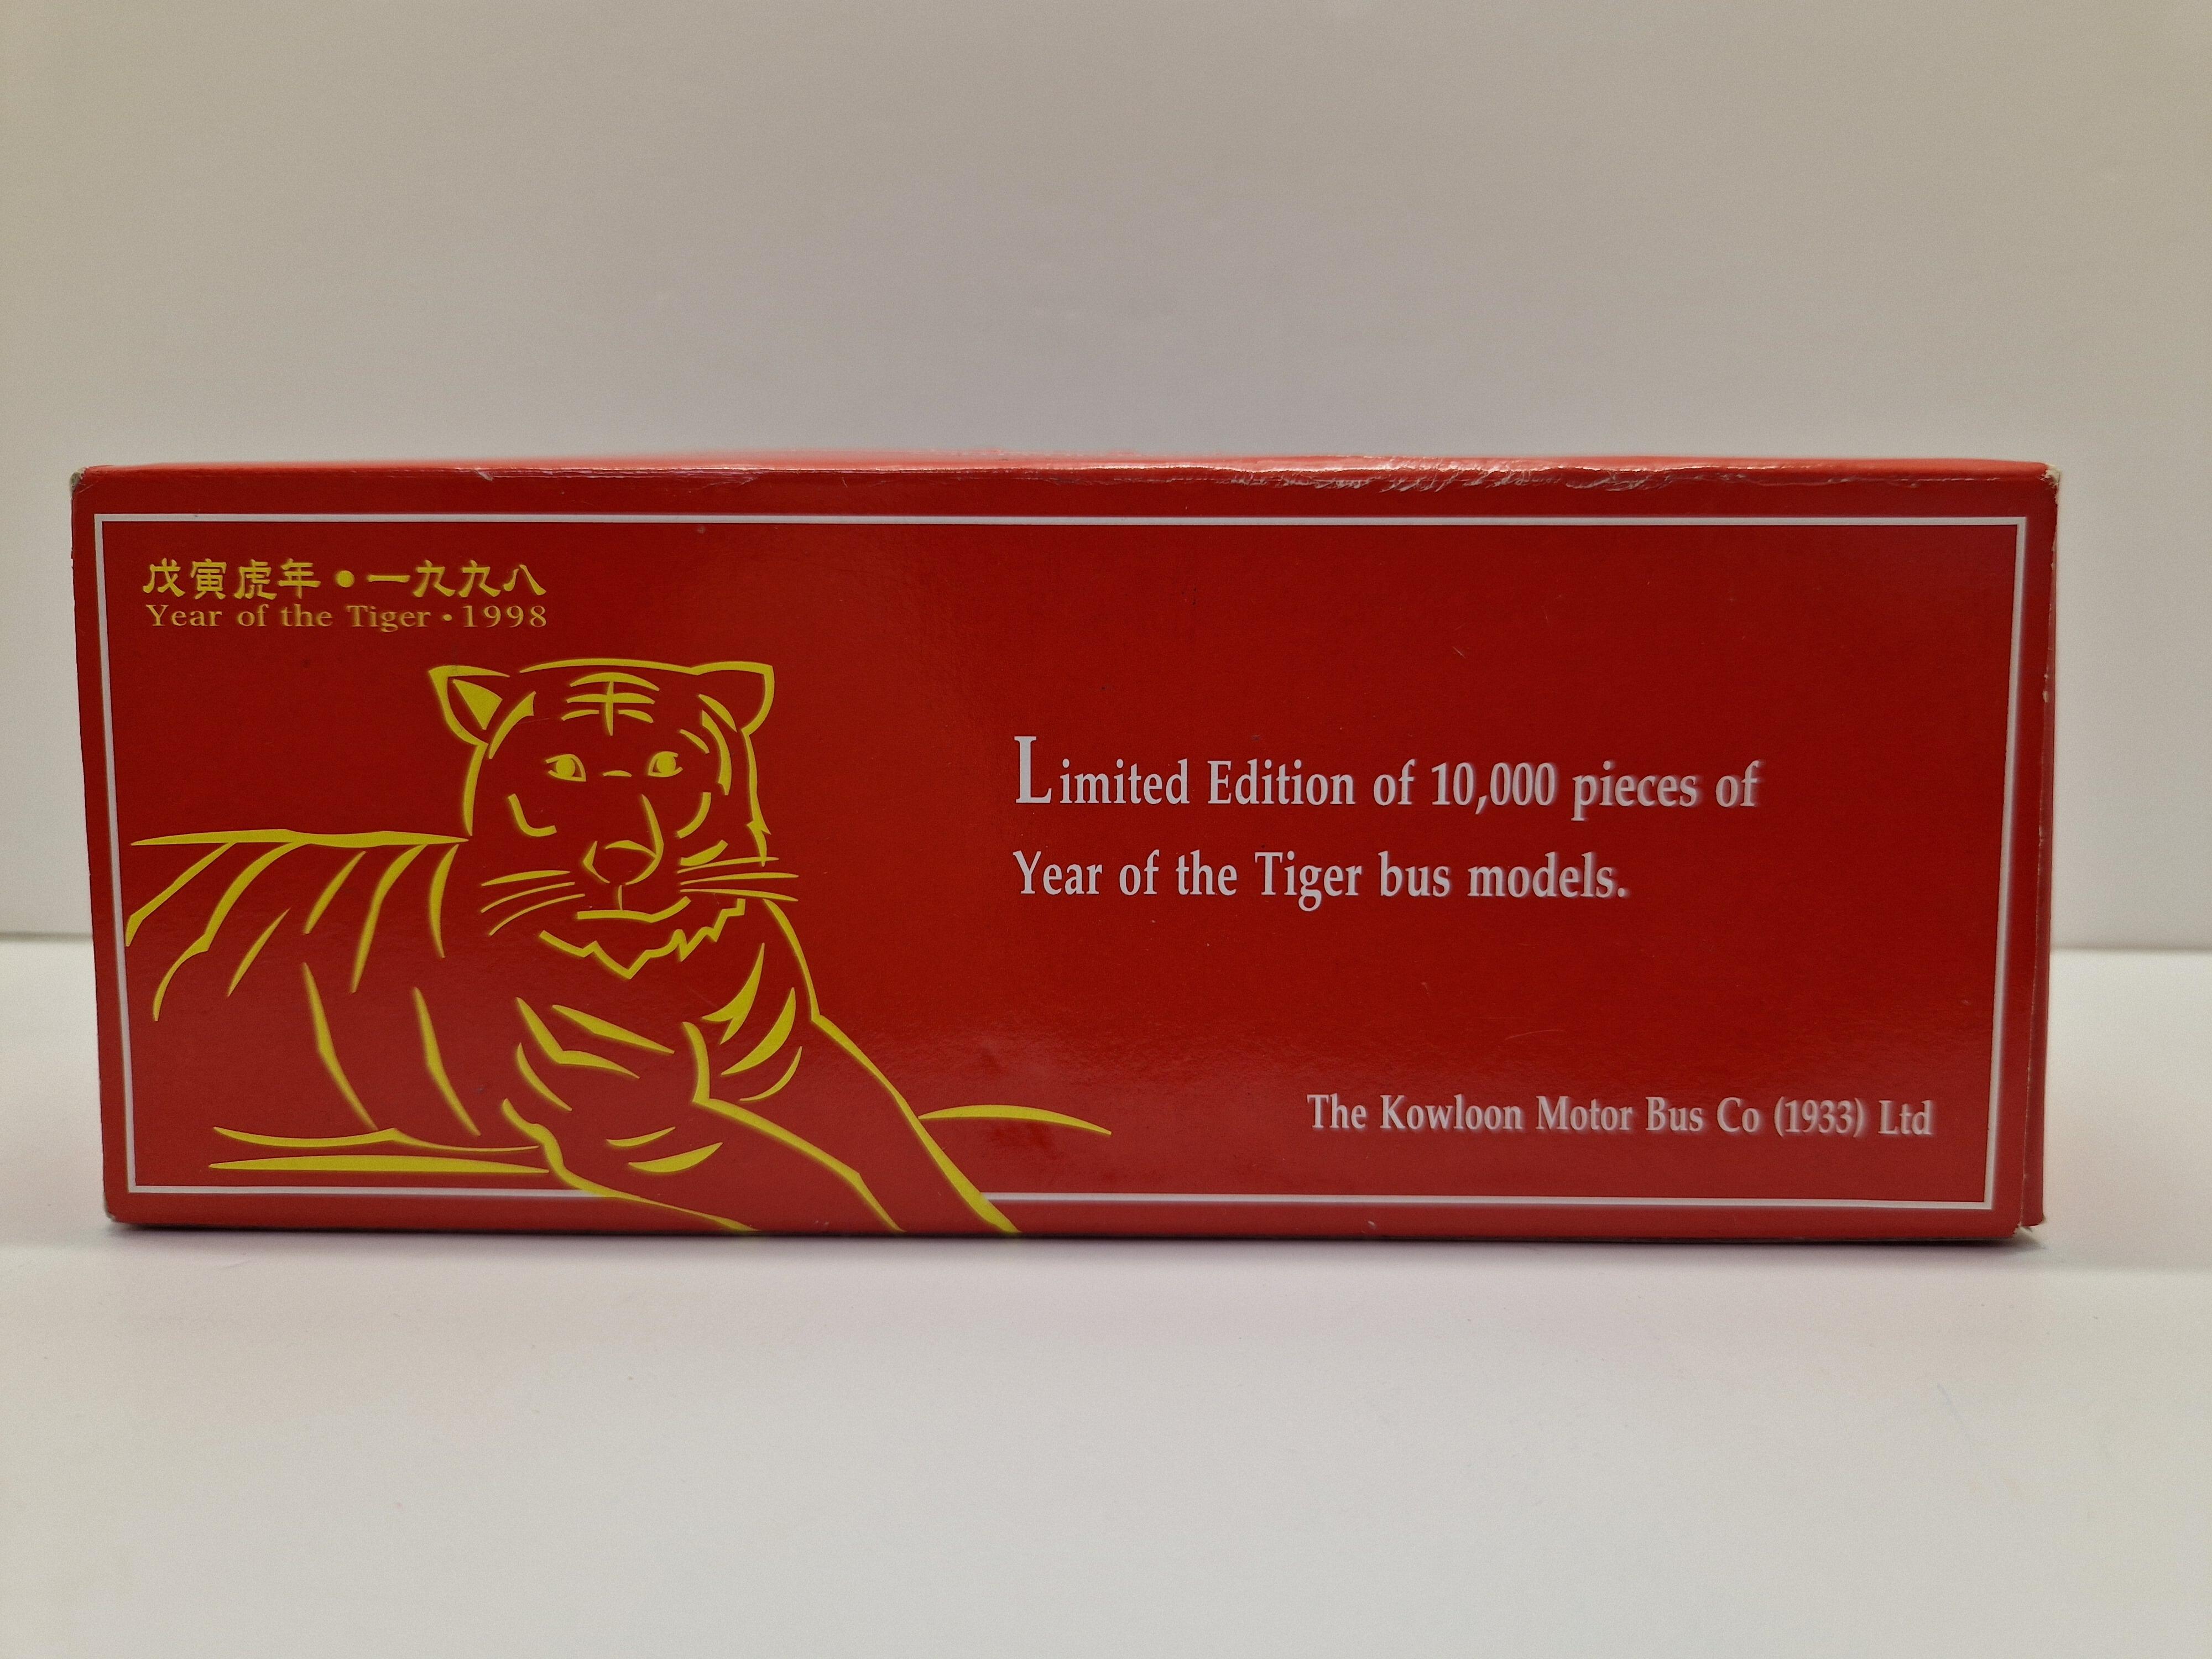 戊寅虎年•一九九八
Year of the Tiger • 1998
Limited Edition of 10,000 pieces of
Year of the Tiger bus models.
The Kowloon Motor Bus Co (1933) Ltd